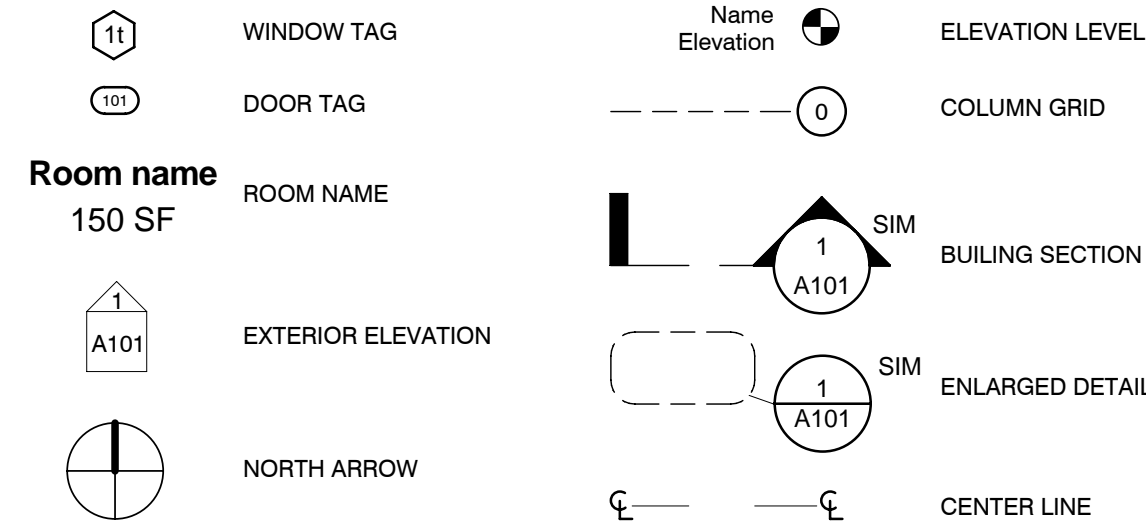 1t
WINDOW TAG
101
DOOR TAG
Room name
150 SF
ROOM NAME
1
A101
EXTERIOR ELEVATION
NORTH ARROW
Name
Elevation
ELEVATION LEVEL
0
COLUMN GRID
1
A101
SIM
BUILING SECTION
1
A101
SIM
ENLARGED DETAIL
℄ ℄
CENTER LINE